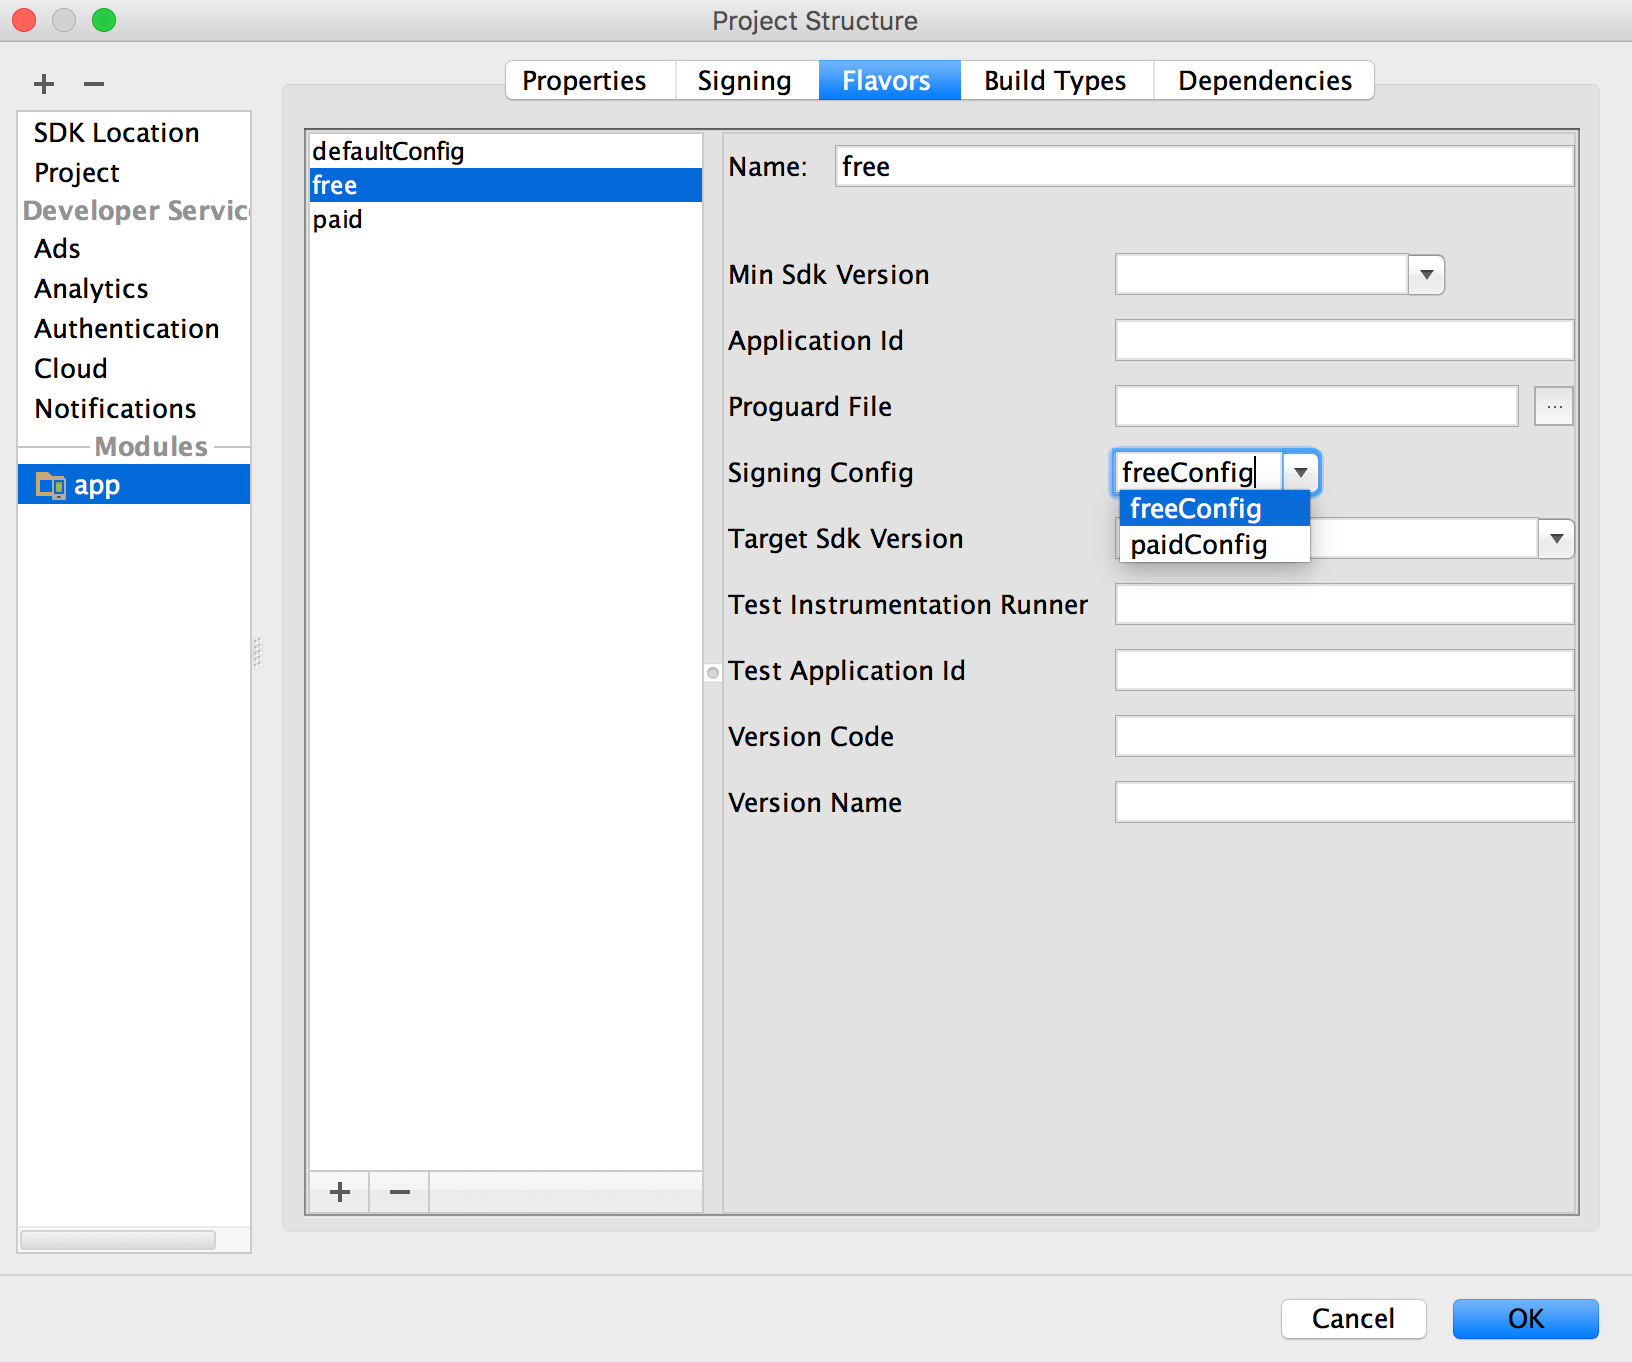 Project Structure
Properties
Signing
Flavors
Build Types
Dependencies
SDK Location
Project
Developer Servic
Ads
Analytics
Authentication
Cloud
Notifications
Modules
app
defaultConfig
free
paid
Name: free
Min Sdk Version
Application Id
Proguard File
...
Signing Config freeConfig
freeConfig
paidConfig
Target Sdk Version
Test Instrumentation Runner
Test Application Id
Version Code
Version Name
Cancel
OK